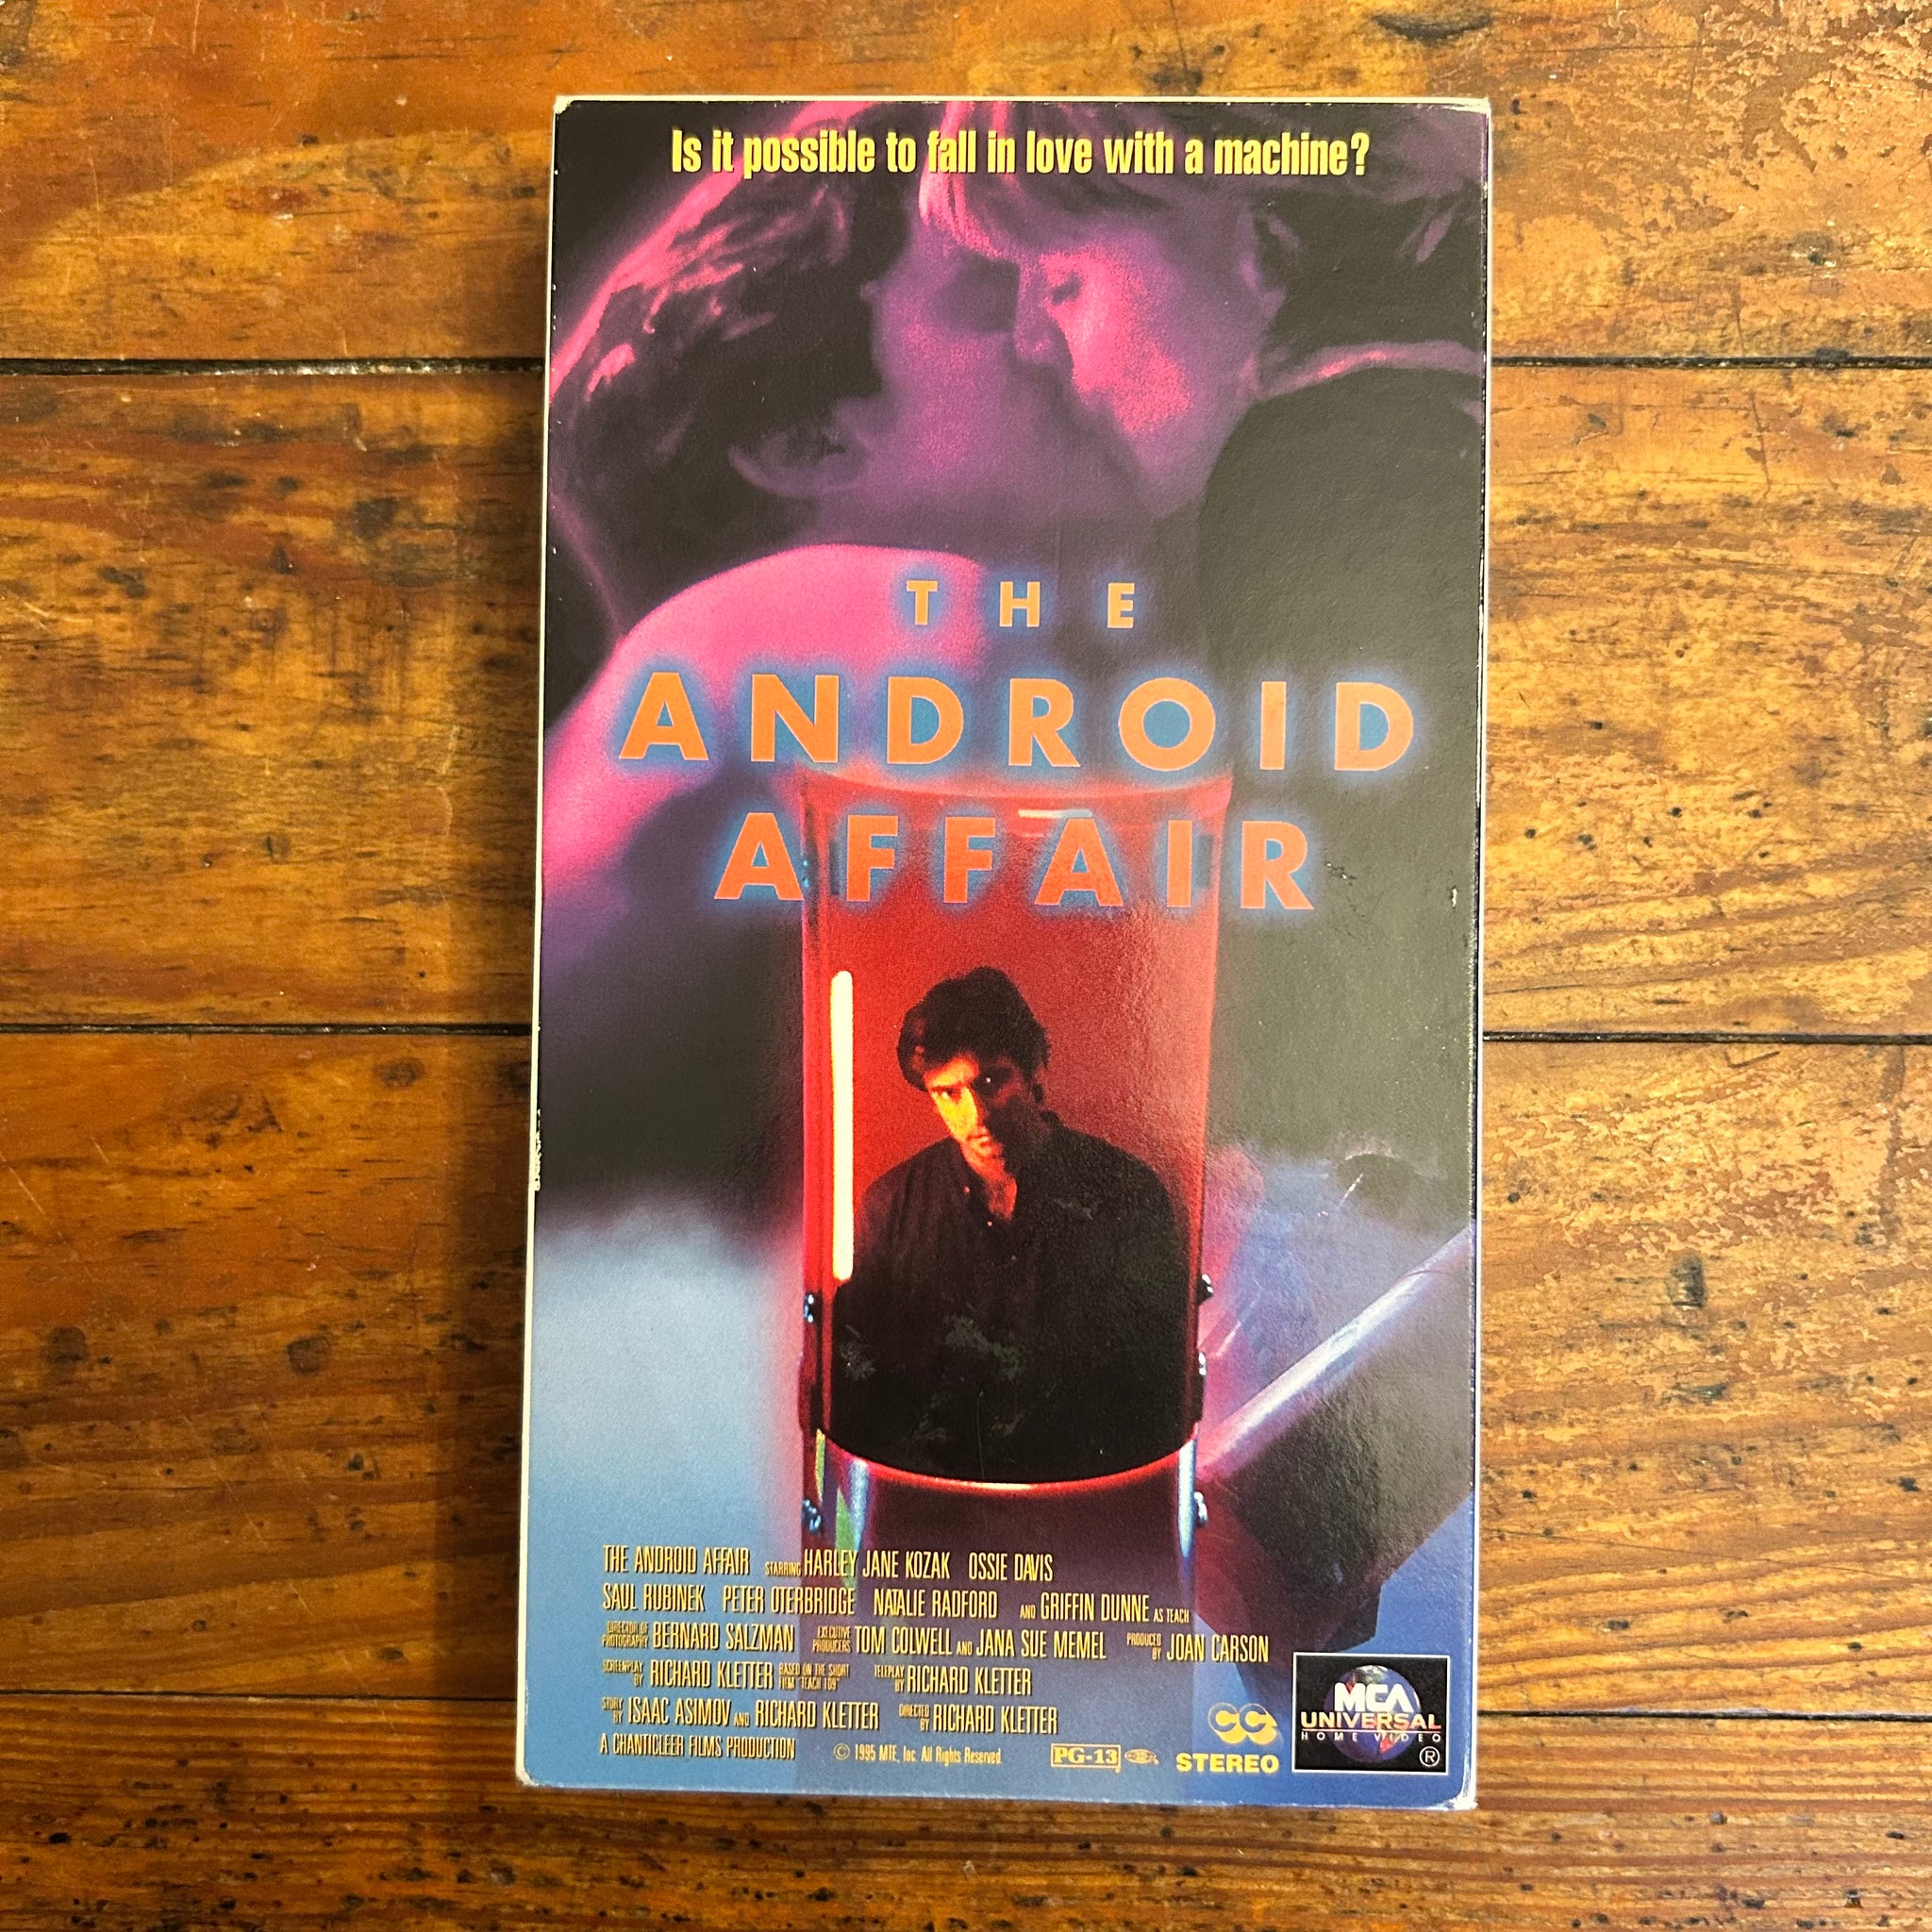 Is it possible to fall in love with a machine?
THE
ANDROID
AFFAIR
THE ANDROID AFFAIR STARRING HARLEY JANE KOZAK OSSIE DAVIS
SAUL RUBINEK PETER OTERBRIDGE NATALIE RADFORD AND GRIFFIN DUNNE AS TEACH
DIRECTOR OF PHOTOGRAPHY BERNARD SALZMAN EXECUTIVE PRODUCERS TOM COLWELL AND JANA SUE MEMEL PRODUCED BY JOAN CARSON
SCREENPLAY BY RICHARD KLETTER BASED ON THE SHORT FILM "TEACH 109" TELEPLAY BY RICHARD KLETTER
STORY BY ISAAC ASIMOV AND RICHARD KLETTER DIRECTED BY RICHARD KLETTER
A CHANTICLEER FILMS PRODUCTION © 1995 MTE, Inc. All Rights Reserved. PG-13
CC
STEREO
MCA
UNIVERSAL
HOME VIDEO
®